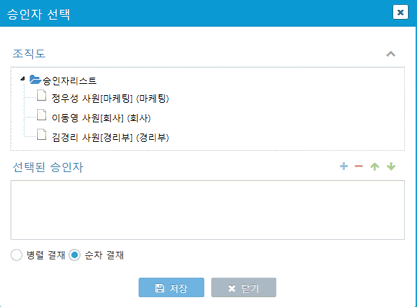 승인자 선택
조직도
승인자리스트
정우성 사원[마케팅] (마케팅)
이동영 사원[회사] (회사)
김경리 사원[경리부] (경리부)
선택된 승인자
병렬 결재 순차 결재
저장 닫기